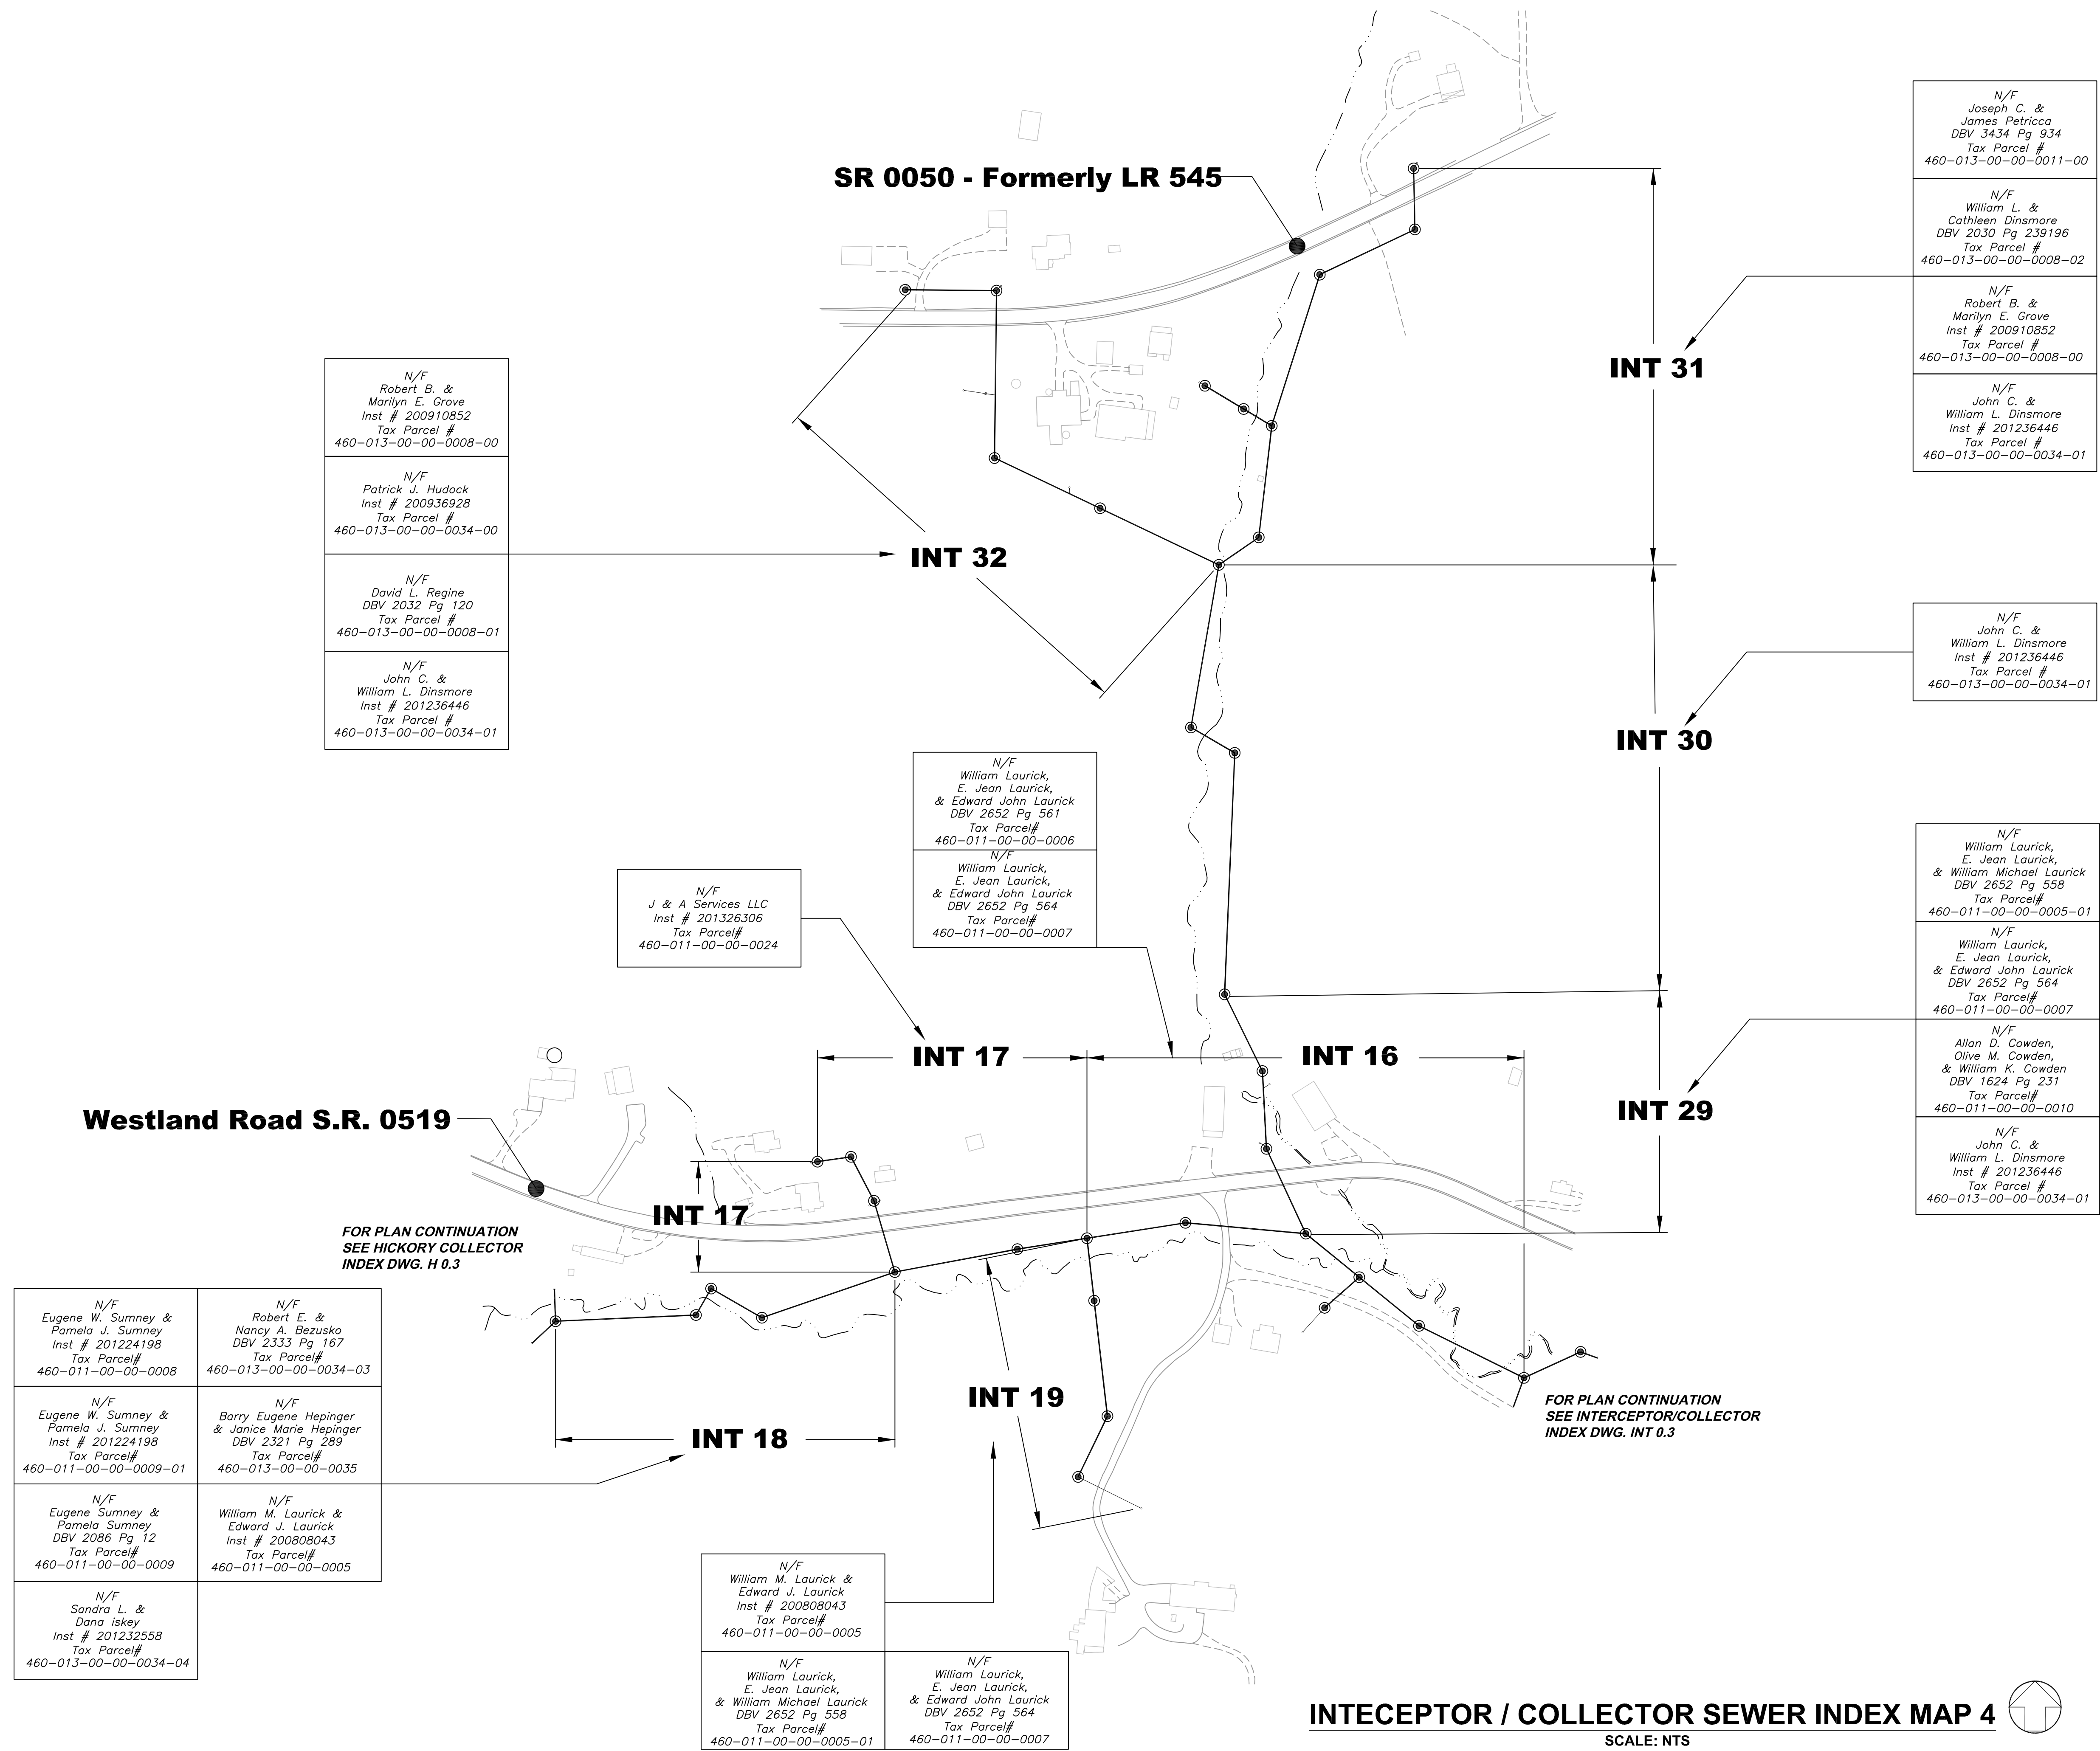 SR 0050 - Formerly LR 545
N/F
Joseph C. &
James Petricca
DBV 3434 Pg 934
Tax Parcel #
460-013-00-00-0011-00
N/F
William L. &
Cathleen Dinsmore
DBV 2030 Pg 239196
Tax Parcel #
460-013-00-00-0008-02
N/F
Robert B. &
Marilyn E. Grove
Inst # 200910852
Tax Parcel #
460-013-00-00-0008-00
N/F
John C. &
William L. Dinsmore
Inst # 201236446
Tax Parcel #
460-013-00-00-0034-01
INT 31
N/F
Robert B. &
Marilyn E. Grove
Inst # 200910852
Tax Parcel #
460-013-00-00-0008-00
N/F
Patrick J. Hudock
Inst # 200936928
Tax Parcel #
460-013-00-00-0034-00
N/F
David L. Regine
DBV 2032 Pg 120
Tax Parcel #
460-013-00-00-0008-01
N/F
John C. &
William L. Dinsmore
Inst # 201236446
Tax Parcel #
460-013-00-00-0034-01
INT 32
N/F
John C. &
William L. Dinsmore
Inst # 201236446
Tax Parcel #
460-013-00-00-0034-01
INT 30
N/F
William Laurick,
E. Jean Laurick,
& Edward John Laurick
DBV 2652 Pg 561
Tax Parcel#
460-011-00-00-0006
N/F
William Laurick,
E. Jean Laurick,
& Edward John Laurick
DBV 2652 Pg 564
Tax Parcel#
460-011-00-00-0007
N/F
J & A Services LLC
Inst # 201326306
Tax Parcel#
460-011-00-00-0024
N/F
William Laurick,
E. Jean Laurick,
& William Michael Laurick
DBV 2652 Pg 558
Tax Parcel#
460-011-00-00-0005-01
N/F
William Laurick,
E. Jean Laurick,
& Edward John Laurick
DBV 2652 Pg 564
Tax Parcel#
460-011-00-00-0007
N/F
Allan D. Cowden,
Olive M. Cowden,
& William K. Cowden
DBV 1624 Pg 231
Tax Parcel#
460-011-00-00-0010
N/F
John C. &
William L. Dinsmore
Inst # 201236446
Tax Parcel #
460-013-00-00-0034-01
INT 17
INT 16
INT 29
Westland Road S.R. 0519
INT 17
FOR PLAN CONTINUATION
SEE HICKORY COLLECTOR
INDEX DWG. H 0.3
N/F
Eugene W. Sumney &
Pamela J. Sumney
Inst # 201224198
Tax Parcel#
460-011-00-00-0008
N/F
Robert E. &
Nancy A. Bezusko
DBV 2333 Pg 167
Tax Parcel#
460-013-00-00-0034-03
N/F
Eugene W. Sumney &
Pamela J. Sumney
Inst # 201224198
Tax Parcel#
460-011-00-00-0009-01
N/F
Barry Eugene Hepinger
& Janice Marie Hepinger
DBV 2321 Pg 289
Tax Parcel#
460-013-00-00-0035
N/F
Eugene Sumney &
Pamela Sumney
DBV 2086 Pg 12
Tax Parcel#
460-011-00-00-0009
N/F
William M. Laurick &
Edward J. Laurick
Inst # 200808043
Tax Parcel#
460-011-00-00-0005
N/F
Sandra L. &
Dana iskey
Inst # 201232558
Tax Parcel#
460-013-00-00-0034-04
INT 18
INT 19
FOR PLAN CONTINUATION
SEE INTERCEPTOR/COLLECTOR
INDEX DWG. INT 0.3
N/F
William M. Laurick &
Edward J. Laurick
Inst # 200808043
Tax Parcel#
460-011-00-00-0005
N/F
William Laurick,
E. Jean Laurick,
& William Michael Laurick
DBV 2652 Pg 558
Tax Parcel#
460-011-00-00-0005-01
N/F
William Laurick,
E. Jean Laurick,
& Edward John Laurick
DBV 2652 Pg 564
Tax Parcel#
460-011-00-00-0007
INTECEPTOR / COLLECTOR SEWER INDEX MAP 4
SCALE: NTS